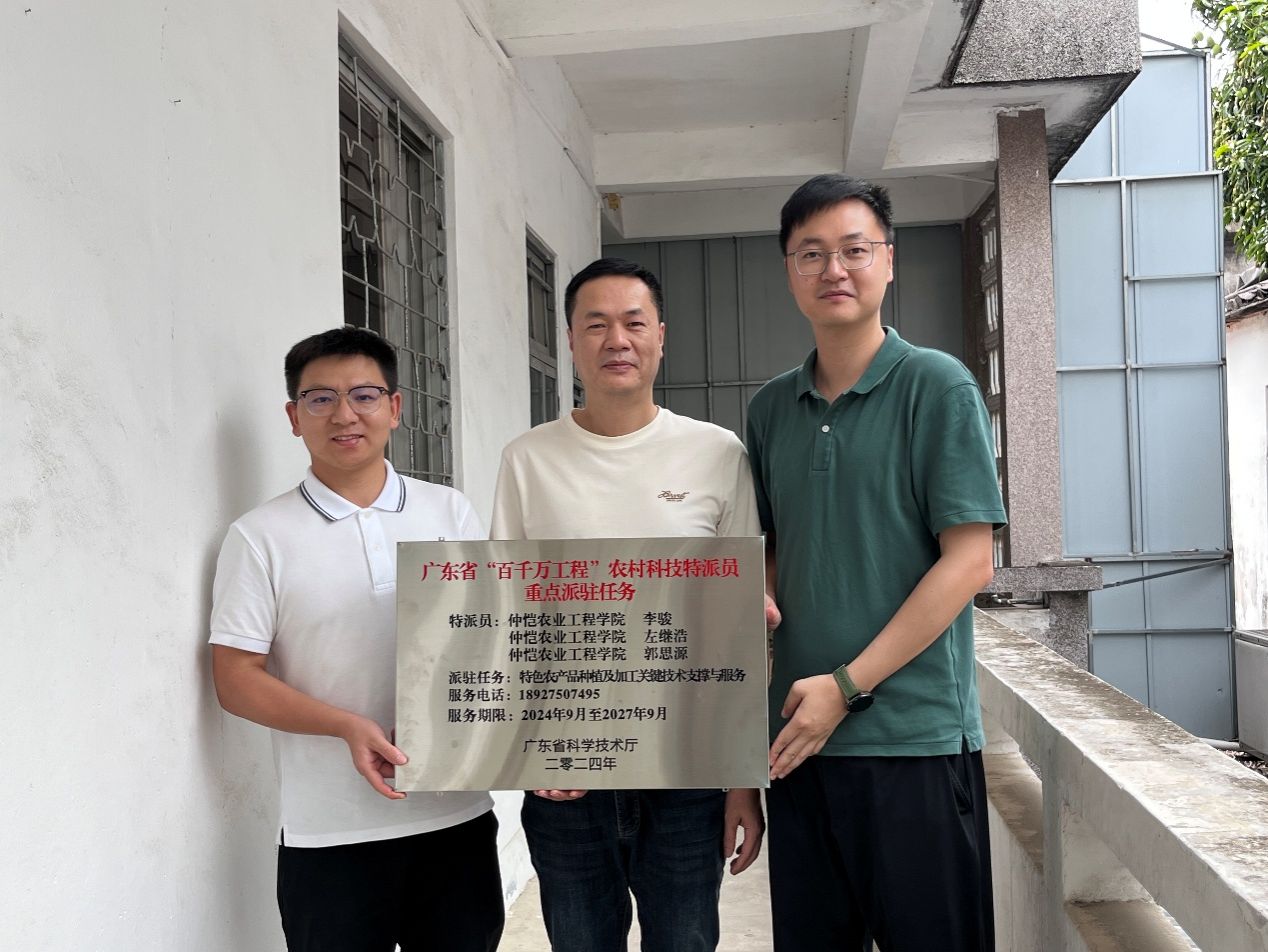 广东省“百千万工程”农村科技特派员
重点派驻任务
特派员：仲恺农业工程学院 李骏
仲恺农业工程学院 左继浩
仲恺农业工程学院 郭思源
派驻任务：特色农产品种植及加工关键技术支撑与服务
服务电话：18927507495
服务期限：2024年9月至2027年9月
广东省科学技术厅
二零二四年